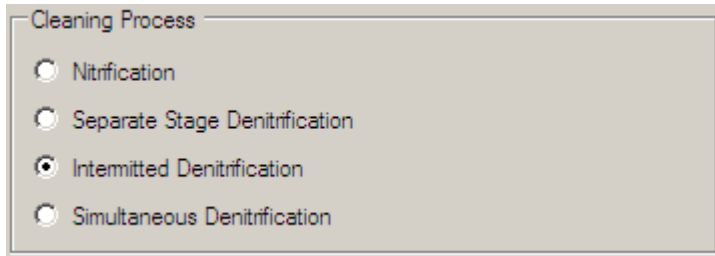 Cleaning Process
Nitrification
Separate Stage Denitrification
Intermitted Denitrification
Simultaneous Denitrification